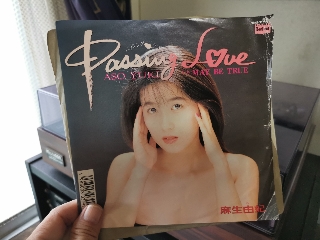 Passing Love
ASO YUKI
MAY BE TRUE
麻生由紀